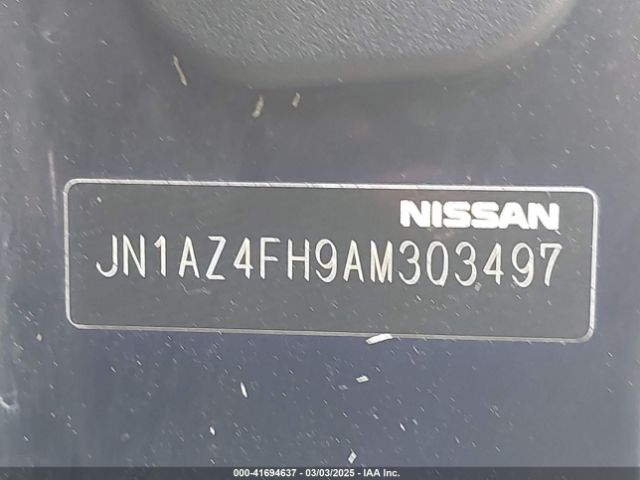 NISSAN
JN1AZ4FH9AM303497
000-41694637 - 03/03/2025 - IAA Inc.